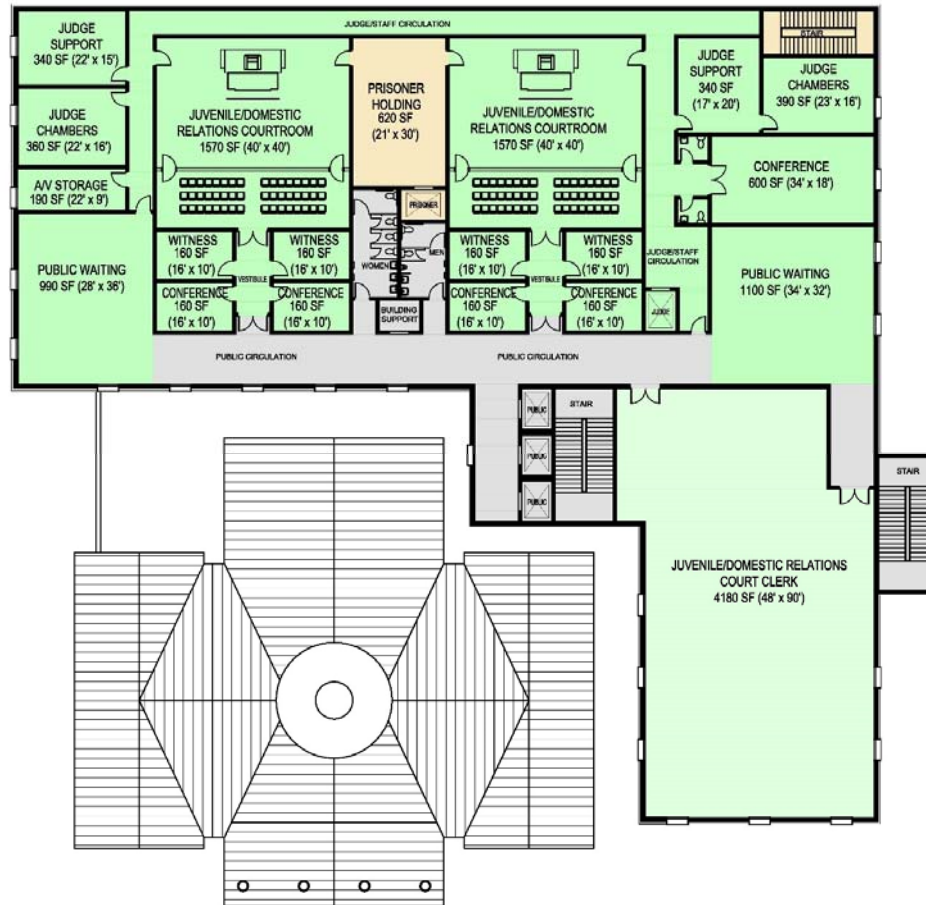 JUDGE/STAFF CIRCULATION
JUDGE
SUPPORT
340 SF (22' x 15')
STAIR
JUDGE
CHAMBERS
360 SF (22' x 16')
A/V STORAGE
190 SF (22' x 9')
PUBLIC WAITING
990 SF (28' x 36')
JUVENILE/DOMESTIC
RELATIONS COURTROOM
1570 SF (40' x 40')
PRISONER
HOLDING
620 SF
(21' x 30')
JUVENILE/DOMESTIC
RELATIONS COURTROOM
1570 SF (40' x 40')
JUDGE
SUPPORT
340 SF
(17' x 20')
JUDGE
CHAMBERS
390 SF (23' x 16')
CONFERENCE
600 SF (34' x 18')
PRISONER
WITNESS
160 SF
(16' x 10')
WITNESS
160 SF
(16' x 10')
VESTIBULE
CONFERENCE
160 SF
(16' x 10')
CONFERENCE
160 SF
(16' x 10')
WOMEN
MEN
BUILDING
SUPPORT
WITNESS
160 SF
(16' x 10')
WITNESS
160 SF
(16' x 10')
VESTIBULE
CONFERENCE
160 SF
(16' x 10')
CONFERENCE
160 SF
(16' x 10')
JUDGE/STAFF
CIRCULATION
JUDGE
PUBLIC WAITING
1100 SF (34' x 32')
PUBLIC CIRCULATION
PUBLIC CIRCULATION
PUBLIC
PUBLIC
PUBLIC
STAIR
STAIR
JUVENILE/DOMESTIC RELATIONS
COURT CLERK
4180 SF (48' x 90')